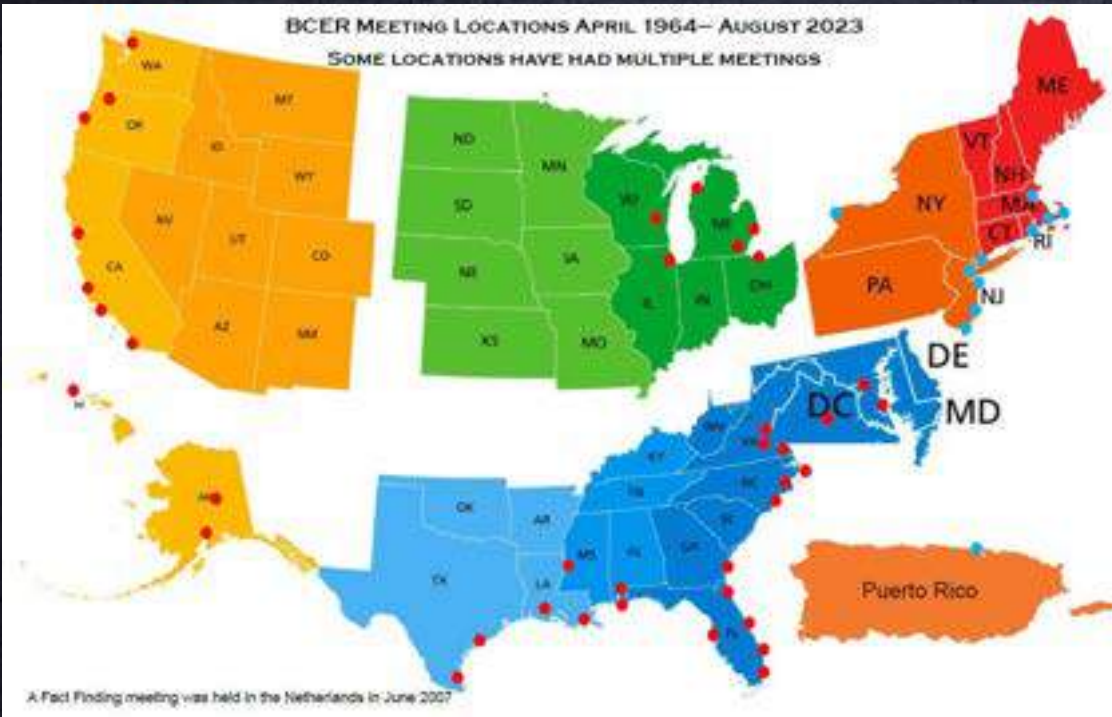 BCER MEETING LOCATIONS APRIL 1964– AUGUST 2023
SOME LOCATIONS HAVE HAD MULTIPLE MEETINGS
WA
MT
OR
ID
WY
NV
UT
CO
CA
AZ
NM
ND
MN
SD
WI
MI
NE
IA
IL
IN
OH
KS
MO
ME
VT
NH
NY
MA
CT
RI
PA
NJ
DE
MD
DC
WV
VA
KY
TN
NC
SC
OK
AR
TX
LA
MS
AL
GA
FL
AK
Puerto Rico
A Fact Finding meeting was held in the Netherlands in June 2007